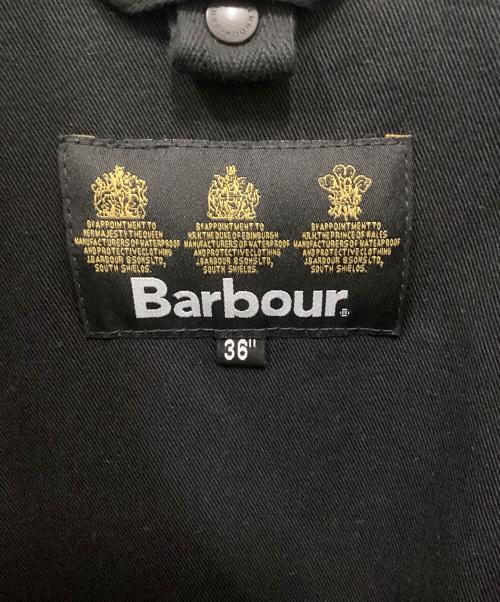 BARBOUR
BY APPOINTMENT TO
HER MAJESTY THE QUEEN
MANUFACTURERS OF WATERPROOF
AND PROTECTIVE CLOTHING
J.BARBOUR & SONS LTD,
SOUTH SHIELDS.
BY APPOINTMENT TO
H.R.H. THE DUKE OF EDINBURGH
MANUFACTURERS OF WATERPROOF
AND PROTECTIVE CLOTHING
J.BARBOUR & SONS LTD,
SOUTH SHIELDS.
BY APPOINTMENT TO
H.R.H. THE PRINCE OF WALES
MANUFACTURERS OF WATERPROOF
AND PROTECTIVE CLOTHING
J.BARBOUR & SONS LTD,
SOUTH SHIELDS.
Barbour
36"